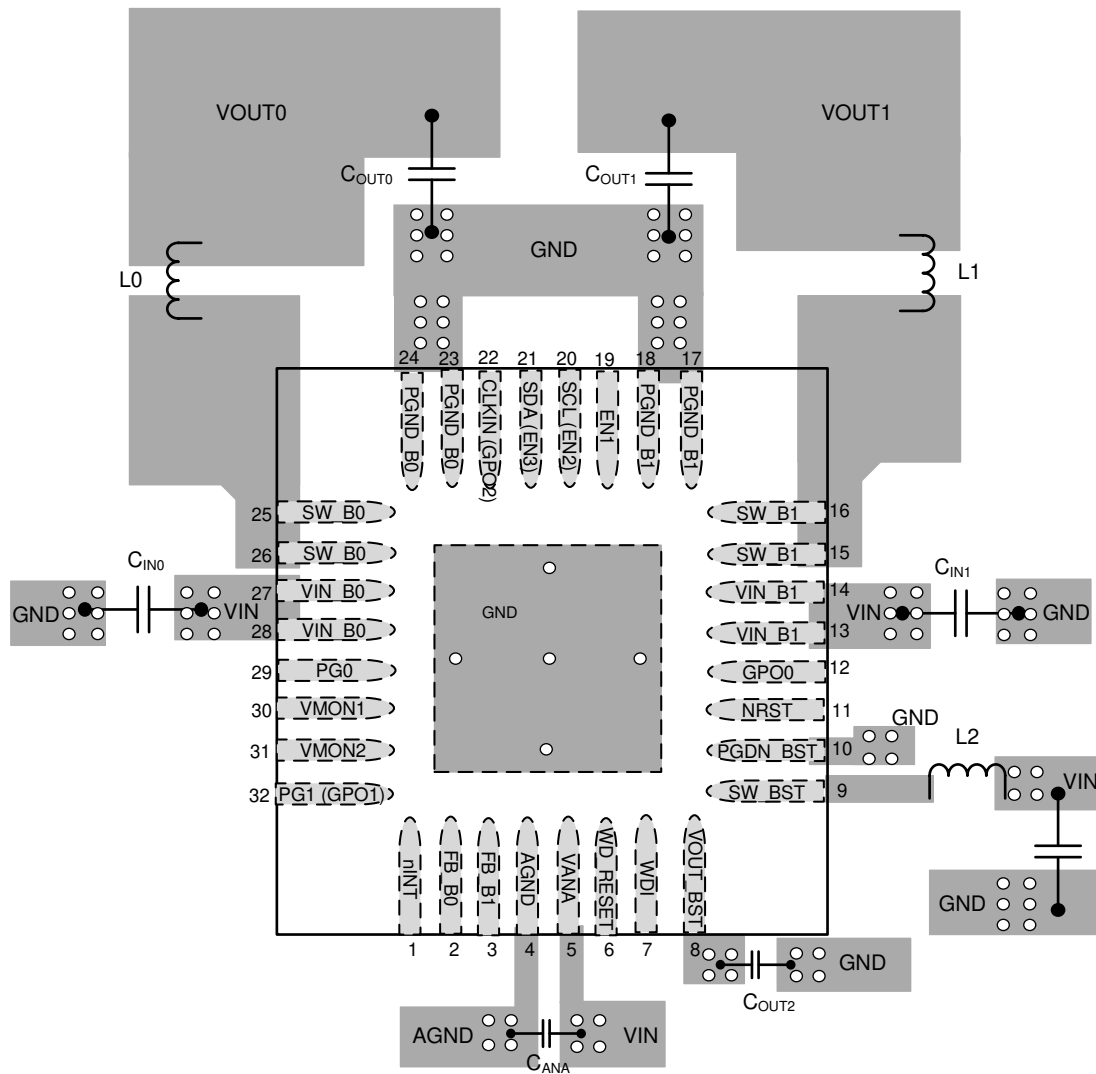 VOUT0
VOUT1
COUT0
COUT1
GND
L0
L1
24
23
22
21
20
19
18
17
PGND_B0
PGND_B0
CLKIN (GPO2)
SDA (EN3)
SCL (EN2)
EN1
PGND_B1
PGND_B1
25
SW_B0
SW_B1
16
26
SW_B0
SW_B1
15
CIN0
CIN1
27
VIN_B0
VIN_B1
14
GND
VIN
GND
VIN
GND
28
VIN_B0
VIN_B1
13
29
PG0
GPO0
12
30
VMON1
NRST
11
GND
31
VMON2
PGDN_BST
10
L2
32
PG1 (GPO1)
SW_BST
9
VIN
nINT
FB_B0
FB_B1
AGND
VANA
WD_RESET
WDI
VOUT_BST
GND
1
2
3
4
5
6
7
8
GND
COUT2
AGND
VIN
CANA